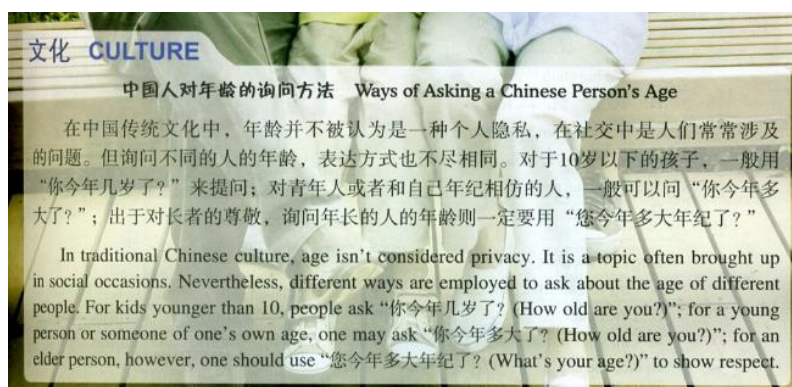 文化 CULTURE
中国人对年龄的询问方法 Ways of Asking a Chinese Person's Age
在中国传统文化中，年龄并不被认为是一种个人隐私，在社交中是人们常常涉及
的问题。但询问不同的人的年龄，表达方式也不尽相同。对于10岁以下的孩子，一般用
“你今年几岁了？”来提问；对青年人或者和自己年纪相仿的人，一般可以问“你今年多
大了？”；出于对长者的尊敬，询问年长的人的年龄则一定要用“您今年多大年纪了？”
In traditional Chinese culture, age isn't considered privacy. It is a topic often brought up
in social occasions. Nevertheless, different ways are employed to ask about the age of different
people. For kids younger than 10, people ask “你今年几岁了? (How old are you?)”; for a young
person or someone of one's own age, one may ask “你今年多大了? (How old are you?)”; for an
elder person, however, one should use “您今年多大年纪了? (What's your age?)” to show respect.